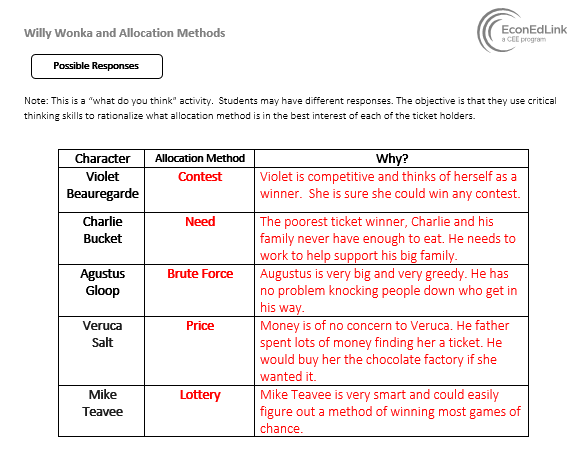 Willy Wonka and Allocation Methods
EconEdLink
a CEE program
Possible Responses
Note: This is a "what do you think" activity. Students may have different responses. The objective is that they use critical
thinking skills to rationalize what allocation method is in the best interest of each of the ticket holders.
Character Allocation Method Why?
Violet Contest Violet is competitive and thinks of herself as a
Beauregarde winner. She is sure she could win any contest.
Charlie Need The poorest ticket winner, Charlie and his
Bucket family never have enough to eat. He needs to
work to help support his big family.
Agustus Brute Force Augustus is very big and very greedy. He has
Gloop no problem knocking people down who get in
his way.
Veruca Price Money is of no concern to Veruca. He father
Salt spent lots of money finding her a ticket. He
would buy her the chocolate factory if she
wanted it.
Mike Lottery Mike Teavee is very smart and could easily
Teavee figure out a method of winning most games of
chance.